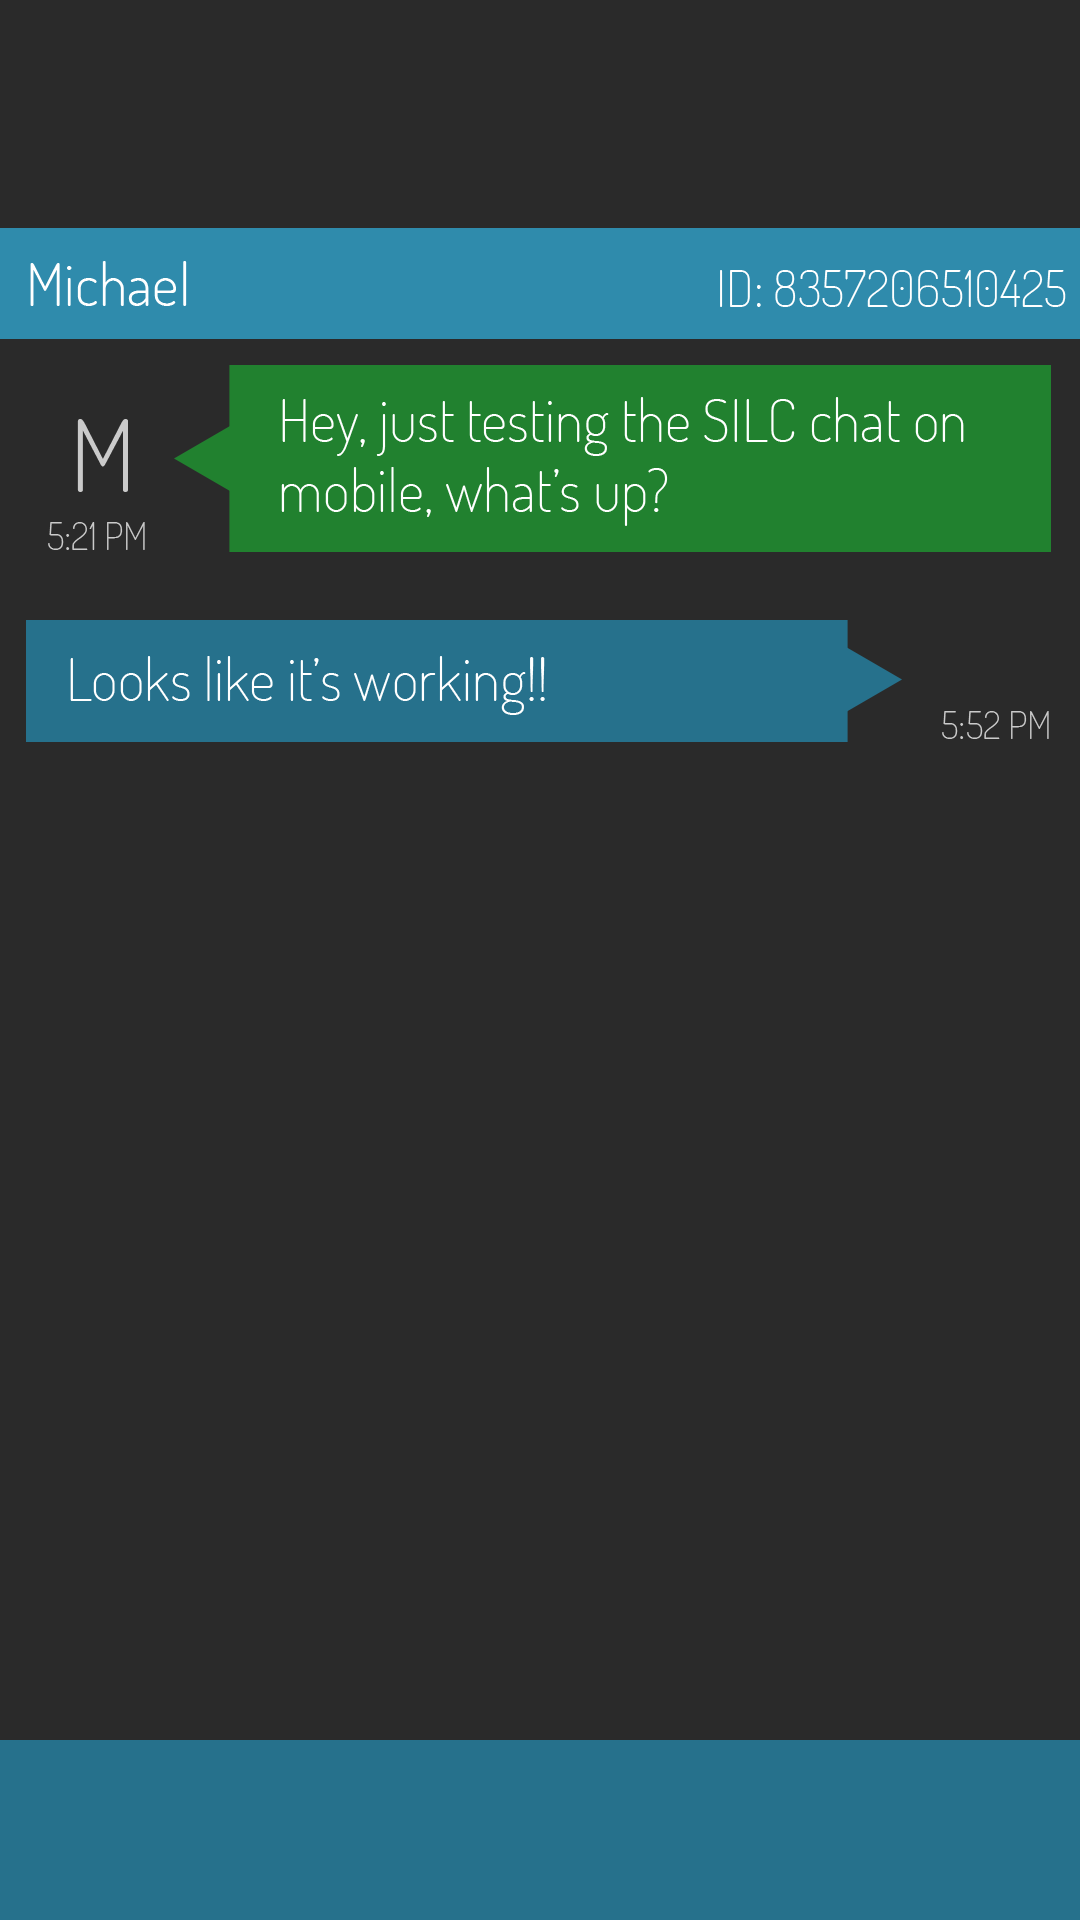 Michael
ID: 8357206510425
Hey, just testing the SILC chat on
mobile, what's up?
M
5:21 PM
Looks like it's working!!
5:52 PM